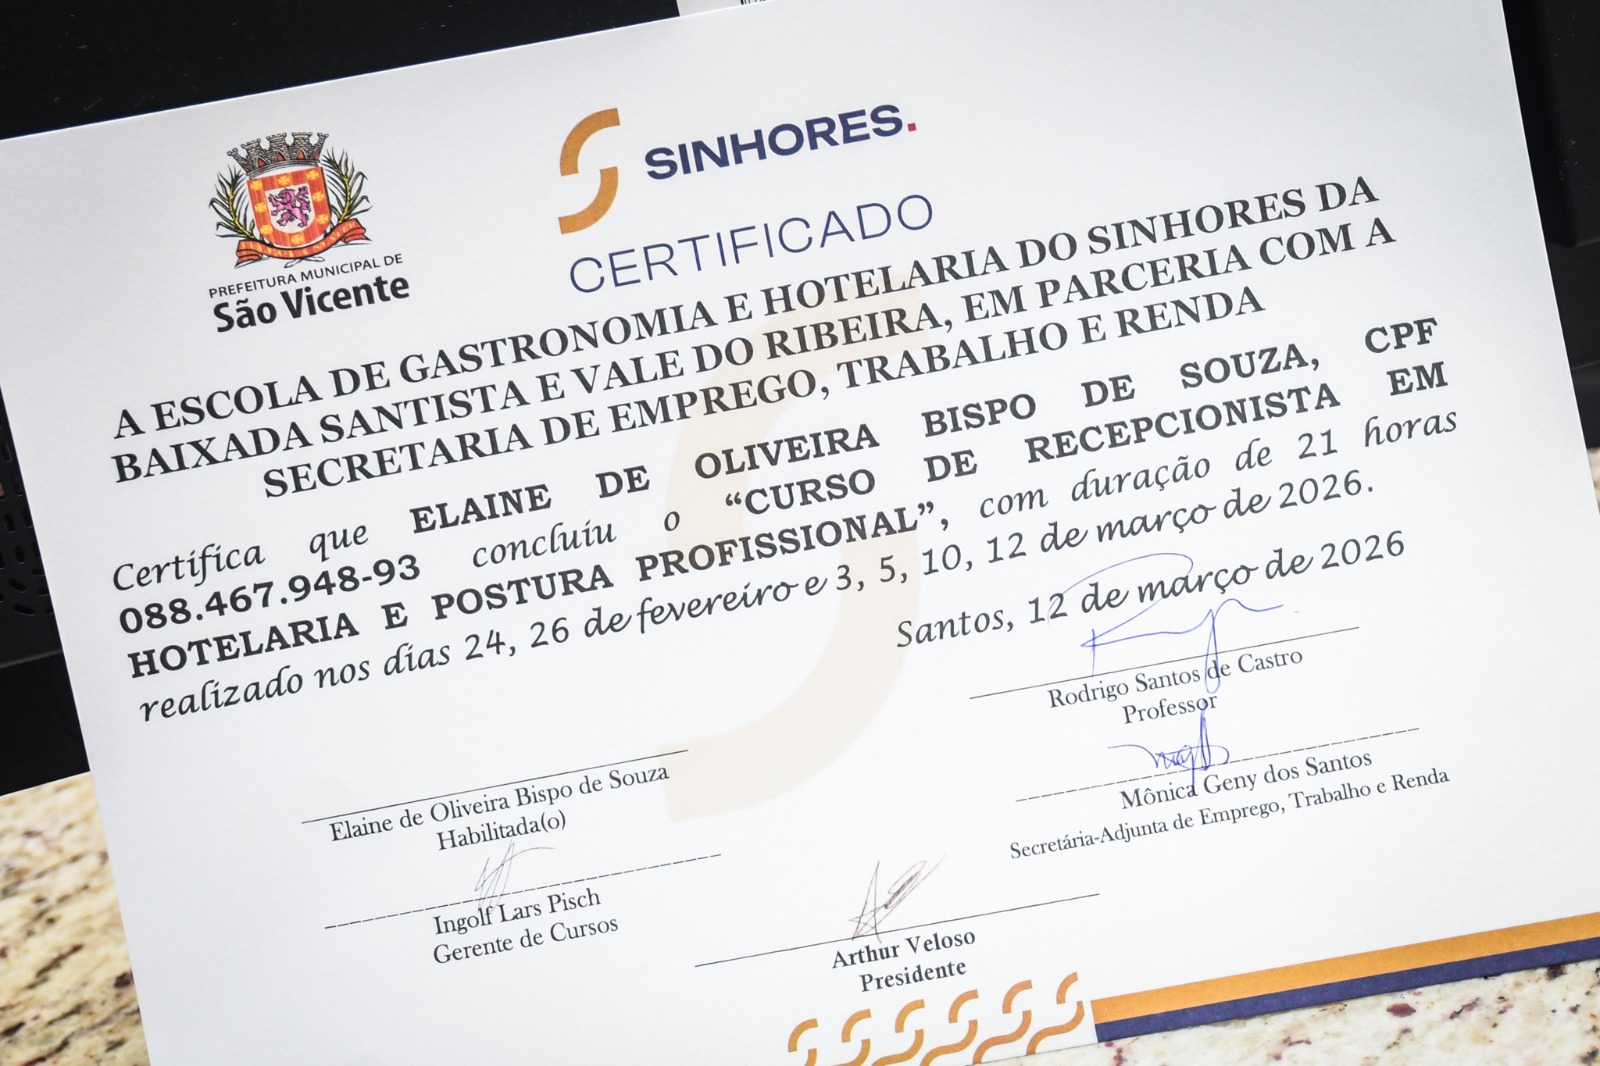 PREFEITURA MUNICIPAL DE
São Vicente
SINHORES.
CERTIFICADO
A ESCOLA DE GASTRONOMIA E HOTELARIA DO SINHORES DA
BAIXADA SANTISTA E VALE DO RIBEIRA, EM PARCERIA COM A
SECRETARIA DE EMPREGO, TRABALHO E RENDA
Certifica que ELAINE DE OLIVEIRA BISPO DE SOUZA, CPF
088.467.948-93 concluiu o “CURSO DE RECEPCIONISTA EM
HOTELARIA E POSTURA PROFISSIONAL”, com duração de 21 horas
realizado nos dias 24, 26 de fevereiro e 3, 5, 10, 12 de março de 2026.
Santos, 12 de março de 2026
Rodrigo Santos de Castro
Professor
Elaine de Oliveira Bispo de Souza
Habilitada(o)
Mônica Geny dos Santos
Secretária-Adjunta de Emprego, Trabalho e Renda
Ingolf Lars Pisch
Gerente de Cursos
Arthur Veloso
Presidente